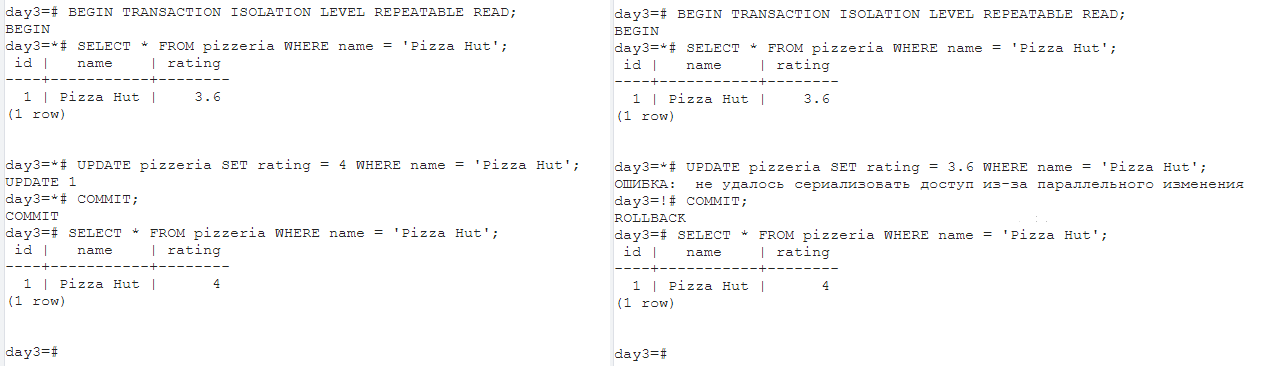 day3=# BEGIN TRANSACTION ISOLATION LEVEL REPEATABLE READ;
BEGIN
day3=*# SELECT * FROM pizzeria WHERE name = 'Pizza Hut';
 id |   name    | rating
----+-----------+--------
  1 | Pizza Hut |    3.6
(1 row)
day3=*# UPDATE pizzeria SET rating = 4 WHERE name = 'Pizza Hut';
UPDATE 1
day3=*# COMMIT;
COMMIT
day3=# SELECT * FROM pizzeria WHERE name = 'Pizza Hut';
 id |   name    | rating
----+-----------+--------
  1 | Pizza Hut |      4
(1 row)
day3=#
day3=# BEGIN TRANSACTION ISOLATION LEVEL REPEATABLE READ;
BEGIN
day3=*# SELECT * FROM pizzeria WHERE name = 'Pizza Hut';
 id |   name    | rating
----+-----------+--------
  1 | Pizza Hut |    3.6
(1 row)
day3=*# UPDATE pizzeria SET rating = 3.6 WHERE name = 'Pizza Hut';
ОШИБКА:  не удалось сериализовать доступ из-за параллельного изменения
day3=!# COMMIT;
ROLLBACK
day3=# SELECT * FROM pizzeria WHERE name = 'Pizza Hut';
 id |   name    | rating
----+-----------+--------
  1 | Pizza Hut |      4
(1 row)
day3=#